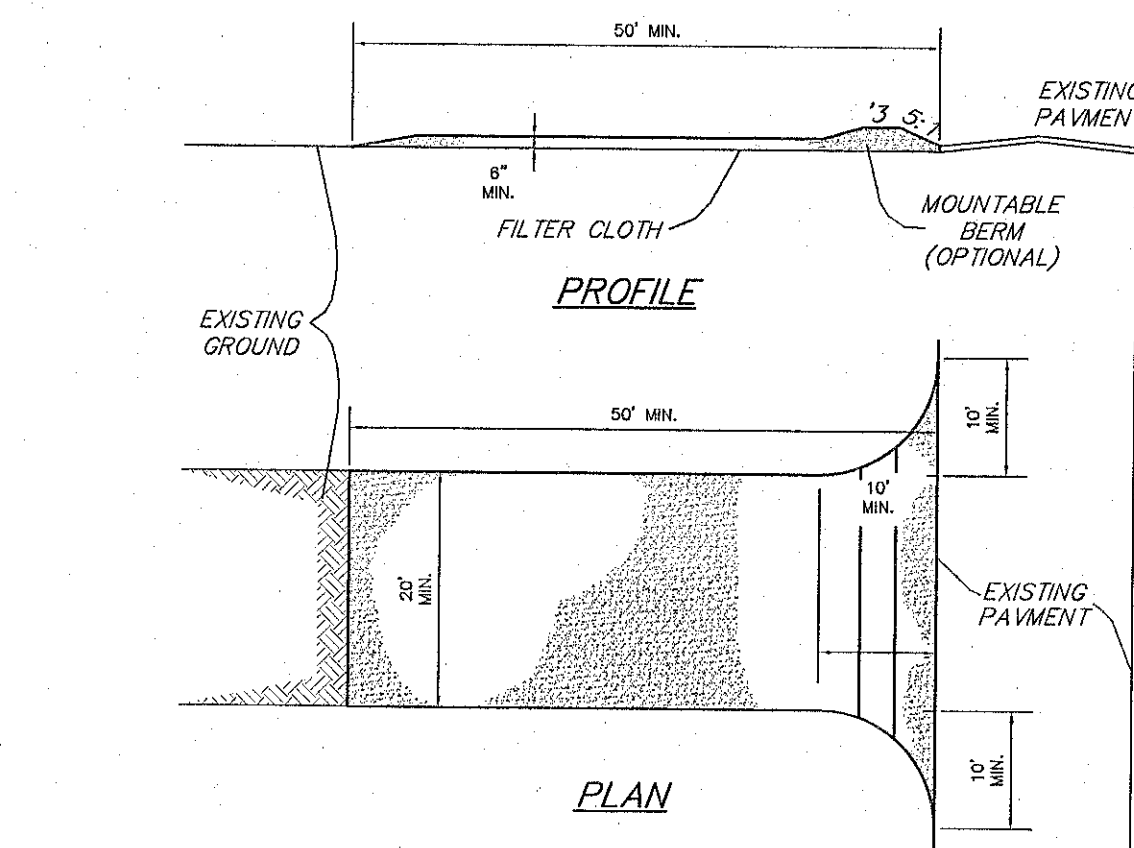 50' MIN.
EXISTING
PAVMEN
'3 5:1
6"
MIN.
FILTER CLOTH
MOUNTABLE
BERM
(OPTIONAL)
PROFILE
EXISTING
GROUND
50' MIN.
10'
MIN.
10'
MIN.
20'
MIN.
EXISTING
PAVMENT
10'
MIN.
PLAN